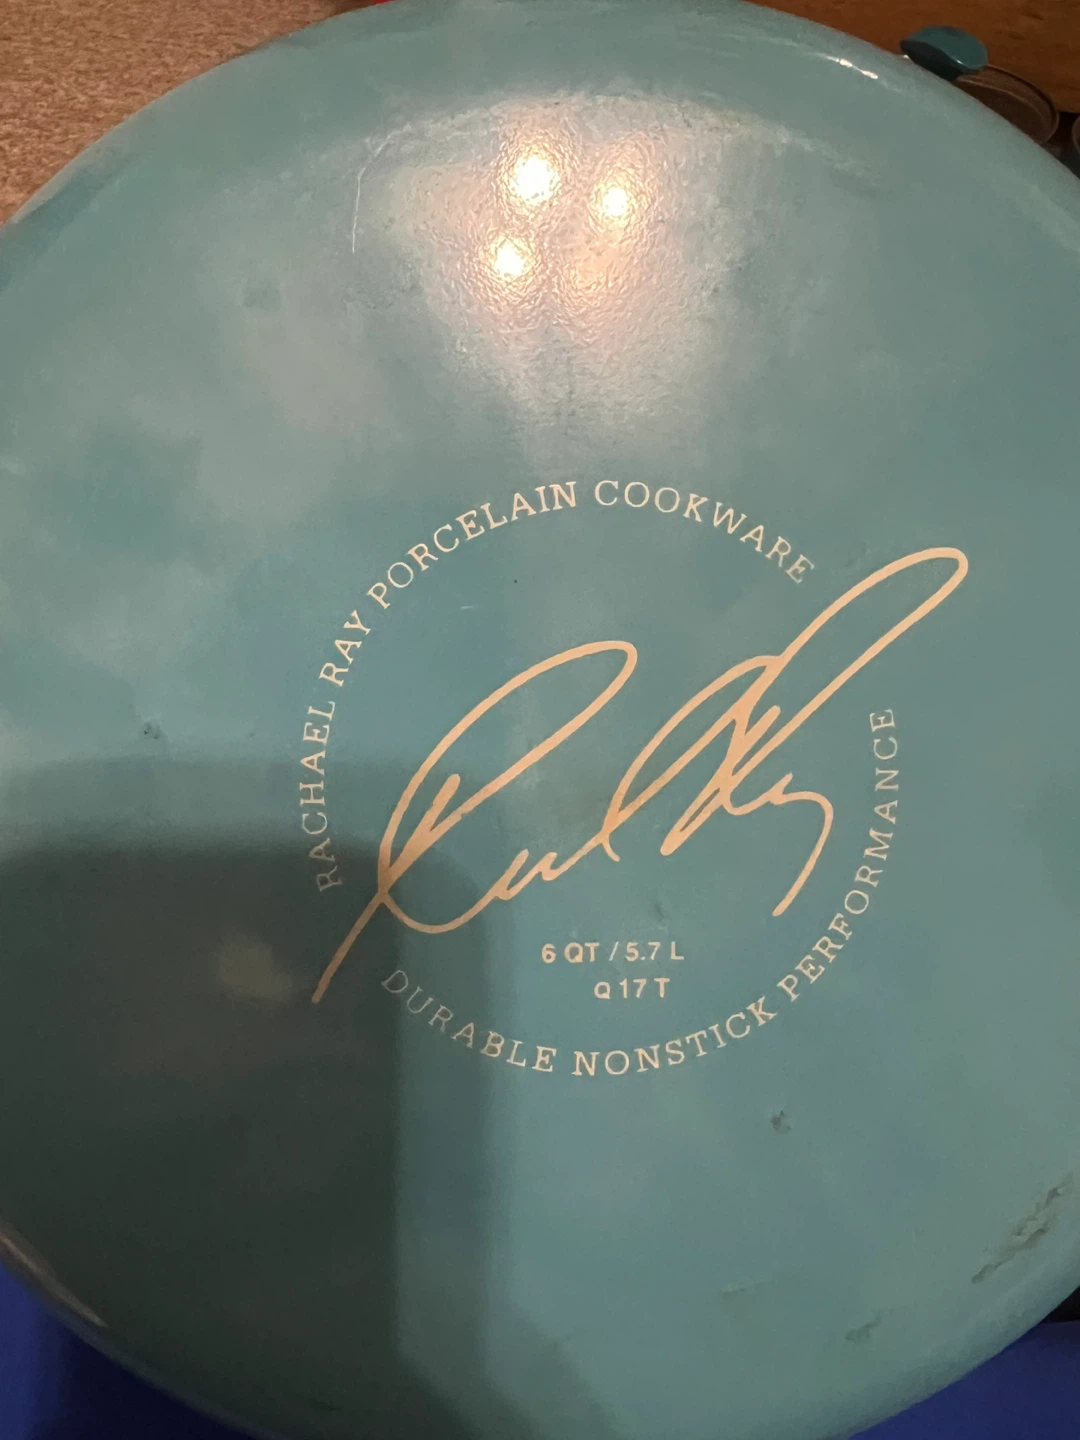 RACHAEL RAY PORCELAIN COOKWARE
6 QT / 5.7 L
Q17T
DURABLE NONSTICK PERFORMANCE